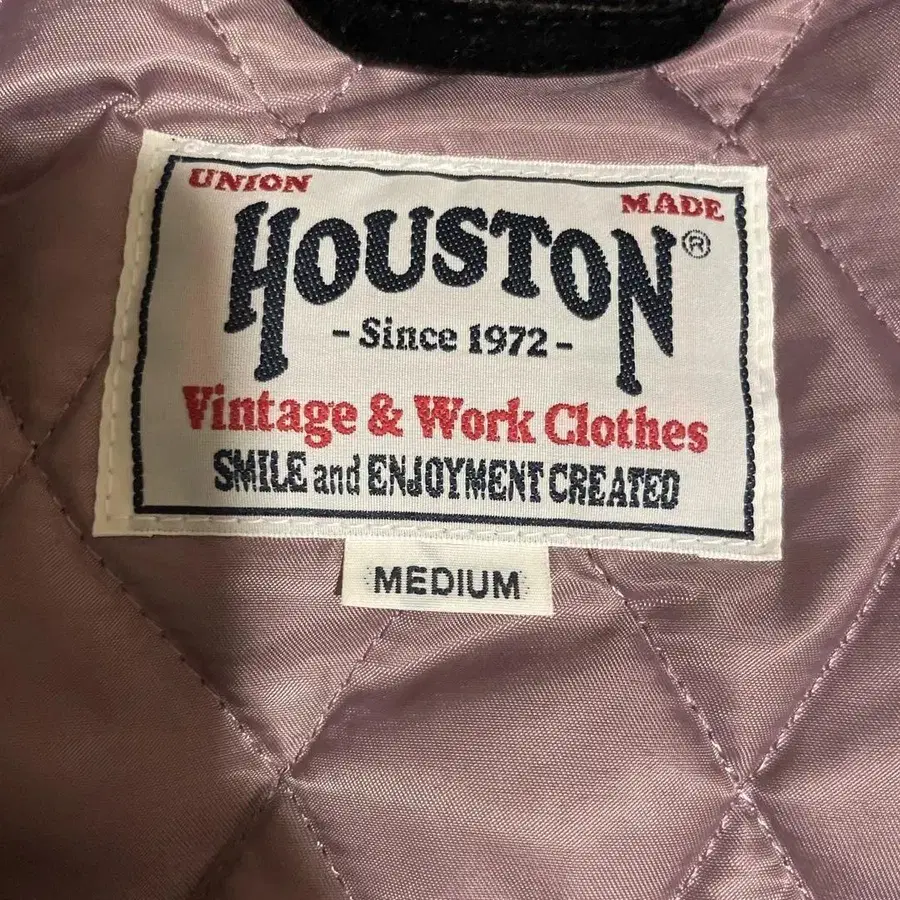 UNION MADE
HOUSTON®
- Since 1972 -
Vintage & Work Clothes
SMILE and ENJOYMENT CREATED
MEDIUM